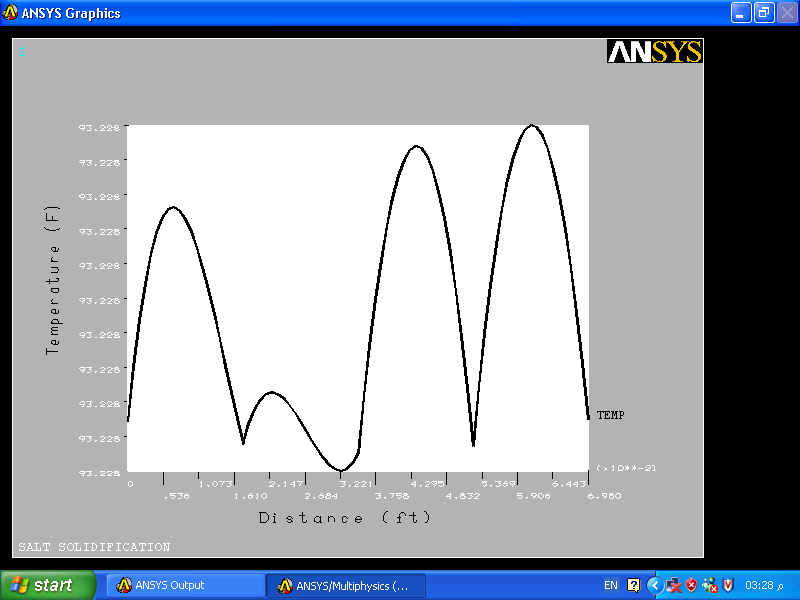 ANSYS Graphics
1
ANSYS
93.228
93.228
93.228
93.228
93.228
93.228
93.228
93.228
93.228
93.228
93.228
Temperature (F)
TEMP
(x10**-2)
0 1.073 2.147 3.221 4.295 5.369 6.443
.536 1.610 2.684 3.758 4.832 5.906 6.980
Distance (ft)
SALT SOLIDIFICATION
start ANSYS Output ANSYS/Multiphysics (... EN 03:28 م